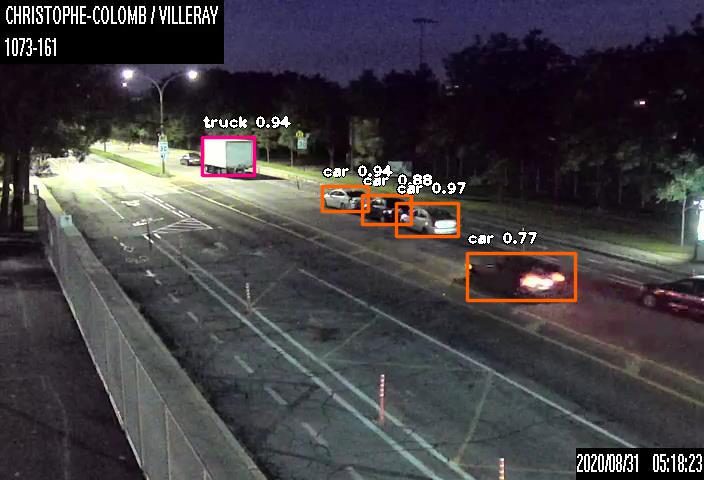 CHRISTOPHE-COLOMB / VILLERAY
1073-161
truck 0.94
car 0.94
car 0.88
car 0.97
car 0.77
2020/08/31 05:18:23